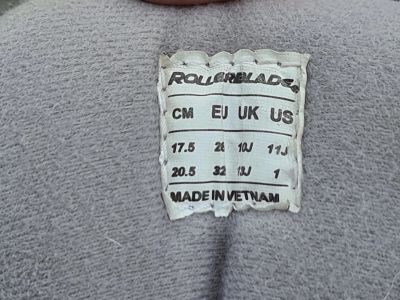 ROLLERBLADE
CM EU UK US
17.5 28 10J 11J
20.5 32 13J 1
MADE IN VIETNAM